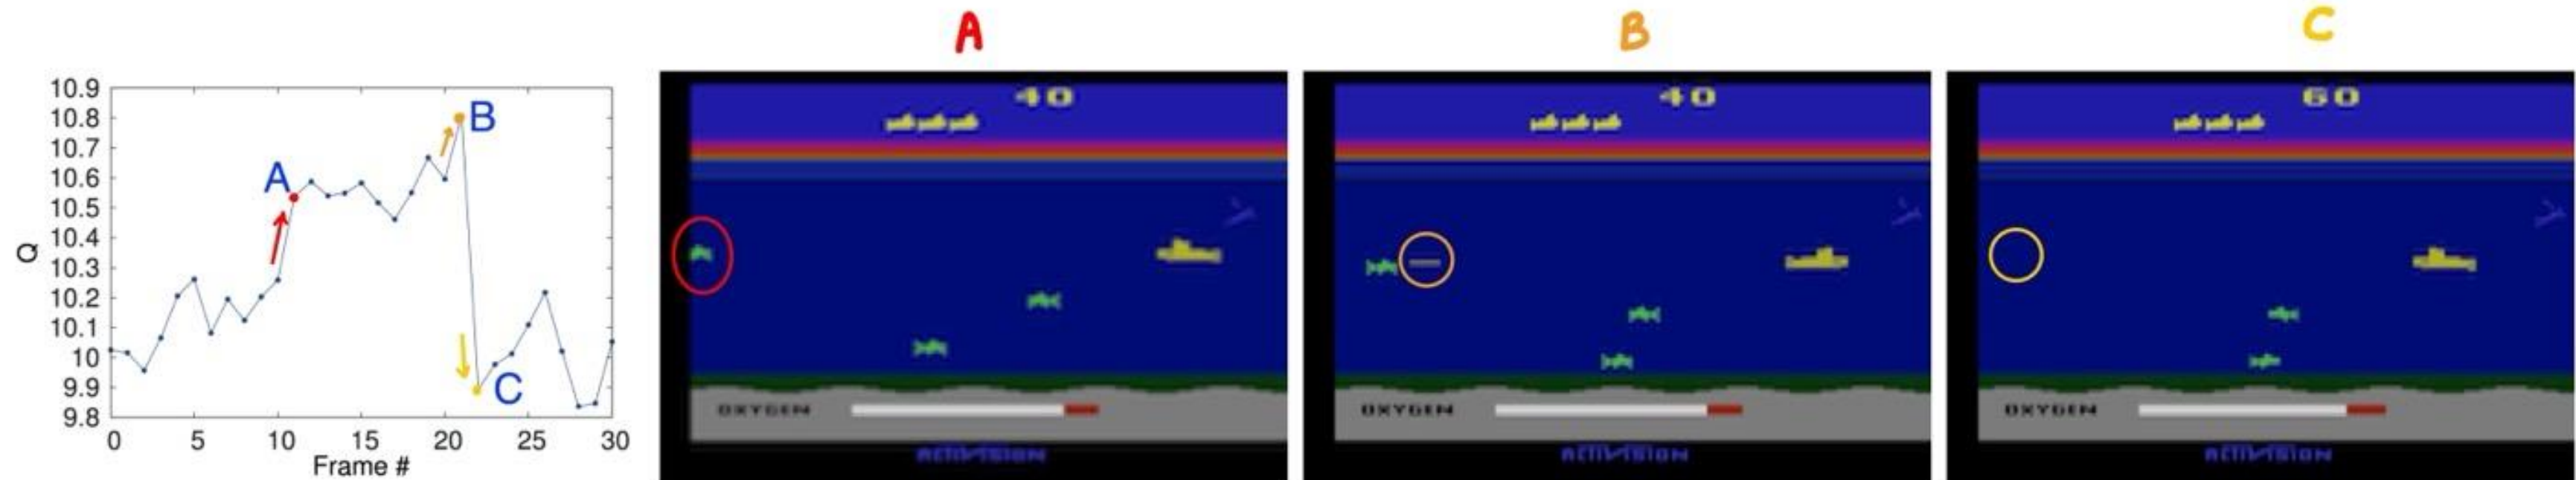 A
B
C
10.9
10.8
10.7
10.6
10.5
10.4
10.3
10.2
10.1
10
9.9
9.8
Q
A
B
C
0 5 10 15 20 25 30
Frame #
40
OXYGEN
ACTIVISION
40
OXYGEN
ACTIVISION
60
OXYGEN
ACTIVISION